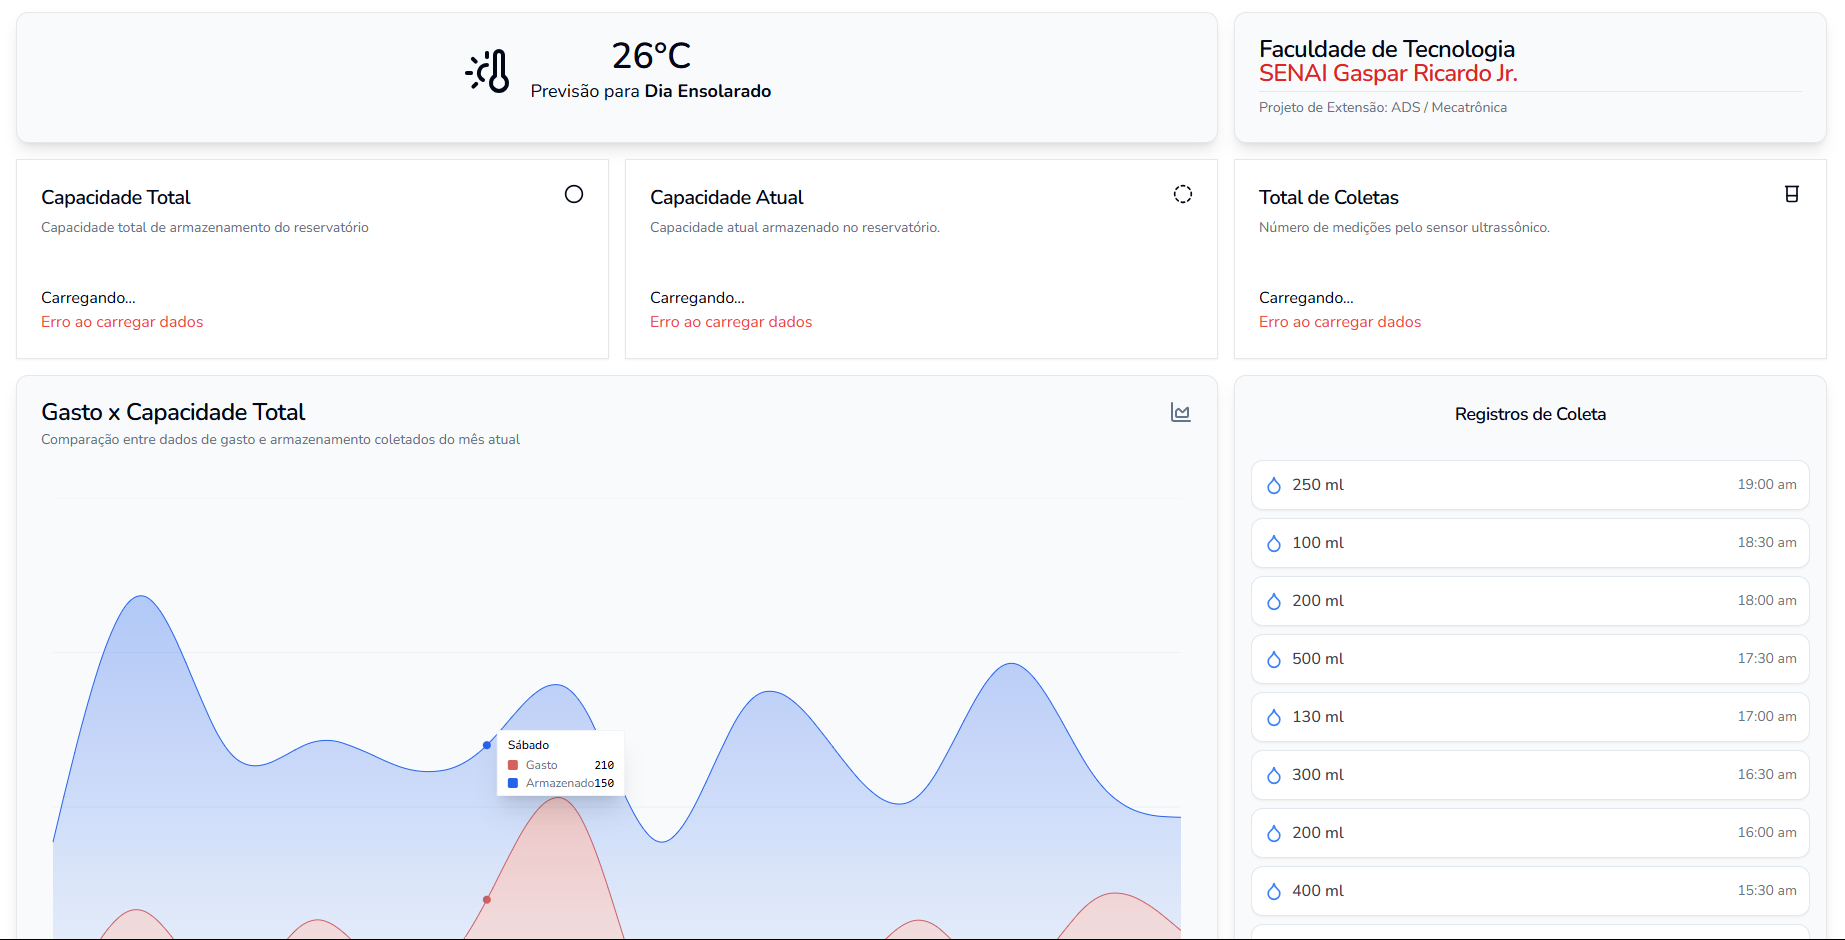 26°C
Previsão para Dia Ensolarado
Faculdade de Tecnologia
SENAI Gaspar Ricardo Jr.
Projeto de Extensão: ADS / Mecatrônica
Capacidade Total
Capacidade total de armazenamento do reservatório
Carregando...
Erro ao carregar dados
Capacidade Atual
Capacidade atual armazenado no reservatório.
Carregando...
Erro ao carregar dados
Total de Coletas
Número de medições pelo sensor ultrassônico.
Carregando...
Erro ao carregar dados
Gasto x Capacidade Total
Comparação entre dados de gasto e armazenamento coletados do mês atual
Sábado
Gasto 210
Armazenado150
Registros de Coleta
250 ml 19:00 am
100 ml 18:30 am
200 ml 18:00 am
500 ml 17:30 am
130 ml 17:00 am
300 ml 16:30 am
200 ml 16:00 am
400 ml 15:30 am